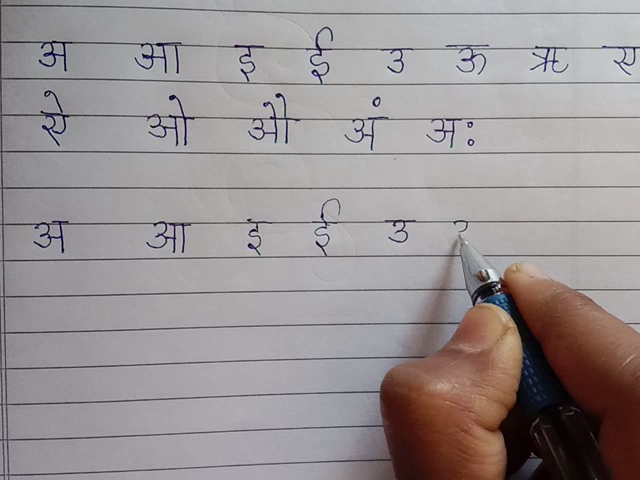 अ आ इ ई उ ऊ ऋ ए
ऐ ओ औ अं अः
अ आ इ ई उ